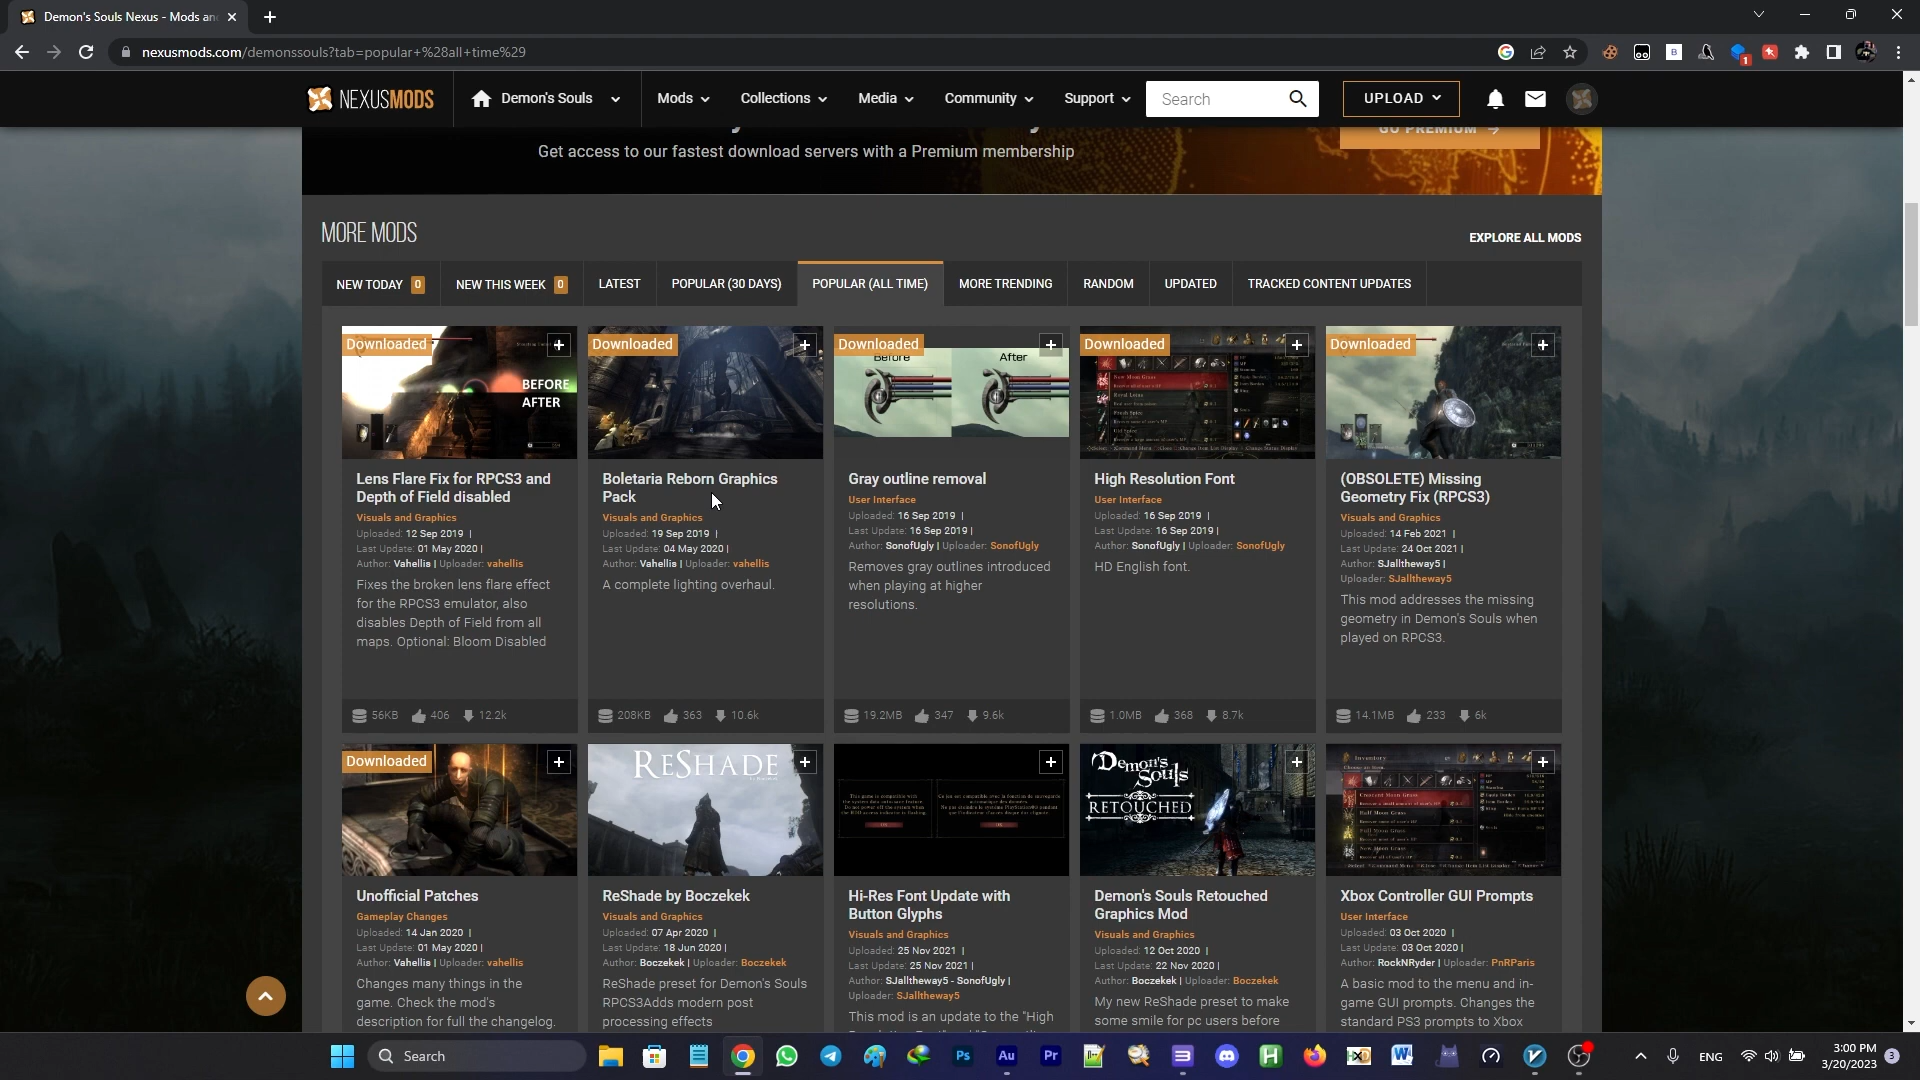 Demon's Souls Nexus - Mods an
nexusmods.com/demonssouls?tab=popular+%28all+time%29
NEXUSMODS
Demon's Souls
Mods
Collections
Media
Community
Support
Search
UPLOAD
GO PREMIUM
Get access to our fastest download servers with a Premium membership
MORE MODS
EXPLORE ALL MODS
NEW TODAY 0
NEW THIS WEEK 0
LATEST
POPULAR (30 DAYS)
POPULAR (ALL TIME)
MORE TRENDING
RANDOM
UPDATED
TRACKED CONTENT UPDATES
Downloaded
BEFORE
AFTER
Lens Flare Fix for RPCS3 and
Depth of Field disabled
Visuals and Graphics
Uploaded: 12 Sep 2019 |
Last Update: 01 May 2020 |
Author: Vahellis | Uploader: vahellis
Fixes the broken lens flare effect
for the RPCS3 emulator, also
disables Depth of Field from all
maps. Optional: Bloom Disabled
56KB 406 12.2k
Downloaded
Boletaria Reborn Graphics
Pack
Visuals and Graphics
Uploaded: 19 Sep 2019 |
Last Update: 04 May 2020 |
Author: Vahellis | Uploader: vahellis
A complete lighting overhaul.
208KB 363 10.6k
Downloaded
Before After
Gray outline removal
User Interface
Uploaded: 16 Sep 2019 |
Last Update: 16 Sep 2019 |
Author: SonofUgly | Uploader: SonofUgly
Removes gray outlines introduced
when playing at higher
resolutions.
19.2MB 347 9.6k
Downloaded
High Resolution Font
User Interface
Uploaded: 16 Sep 2019 |
Last Update: 16 Sep 2019 |
Author: SonofUgly | Uploader: SonofUgly
HD English font.
1.0MB 368 8.7k
Downloaded
(OBSOLETE) Missing
Geometry Fix (RPCS3)
Visuals and Graphics
Uploaded: 14 Feb 2021 |
Last Update: 24 Oct 2021 |
Author: SJalltheway5 |
Uploader: SJalltheway5
This mod addresses the missing
geometry in Demon's Souls when
played on RPCS3.
14.1MB 233 6k
Downloaded
Unofficial Patches
Gameplay Changes
Uploaded: 14 Jan 2020 |
Last Update: 01 May 2020 |
Author: Vahellis | Uploader: vahellis
Changes many things in the
game. Check the mod's
description for full the changelog.
RESHADE
ReShade by Boczekek
Visuals and Graphics
Uploaded: 07 Apr 2020 |
Last Update: 18 Jun 2020 |
Author: Boczekek | Uploader: Boczekek
ReShade preset for Demon's Souls
RPCS3Adds modern post
processing effects
Hi-Res Font Update with
Button Glyphs
Visuals and Graphics
Uploaded: 25 Nov 2021 |
Last Update: 25 Nov 2021 |
Author: SJalltheway5 - SonofUgly |
Uploader: SJalltheway5
This mod is an update to the "High
Demon's
Souls
RETOUCHED
Demon's Souls Retouched
Graphics Mod
Visuals and Graphics
Uploaded: 12 Oct 2020 |
Last Update: 22 Nov 2020 |
Author: Boczekek | Uploader: Boczekek
My new ReShade preset to make
some smile for pc users before
Inventory
Xbox Controller GUI Prompts
User Interface
Uploaded: 03 Oct 2020 |
Last Update: 03 Oct 2020 |
Author: RockNRyder | Uploader: PnRParis
A basic mod to the menu and in-
game GUI prompts. Changes the
standard PS3 prompts to Xbox
Search
Ps
Au
Pr
ENG
3:00 PM
3/20/2023
3